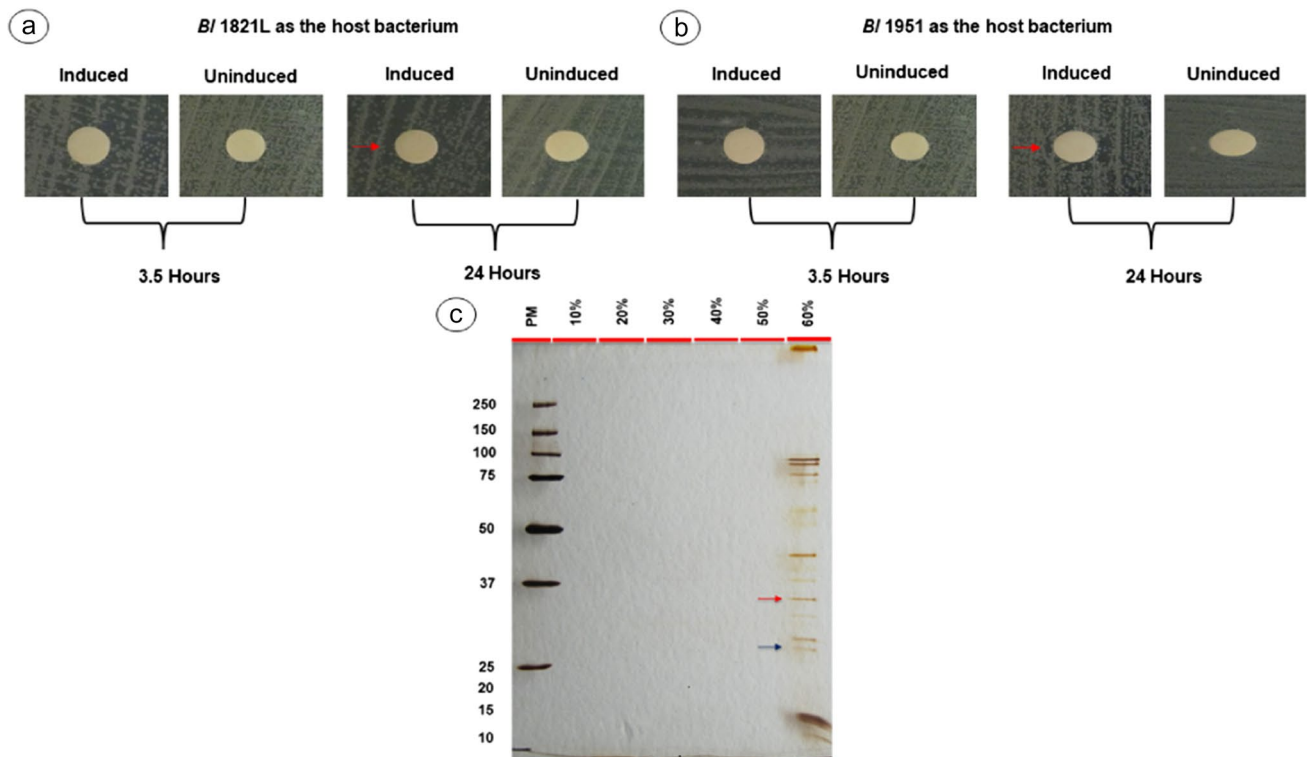 a
Bl 1821L as the host bacterium
Induced
Uninduced
Induced
Uninduced
3.5 Hours
24 Hours
b
Bl 1951 as the host bacterium
Induced
Uninduced
Induced
Uninduced
3.5 Hours
24 Hours
c
PM
10%
20%
30%
40%
50%
60%
250
150
100
75
50
37
25
20
15
10